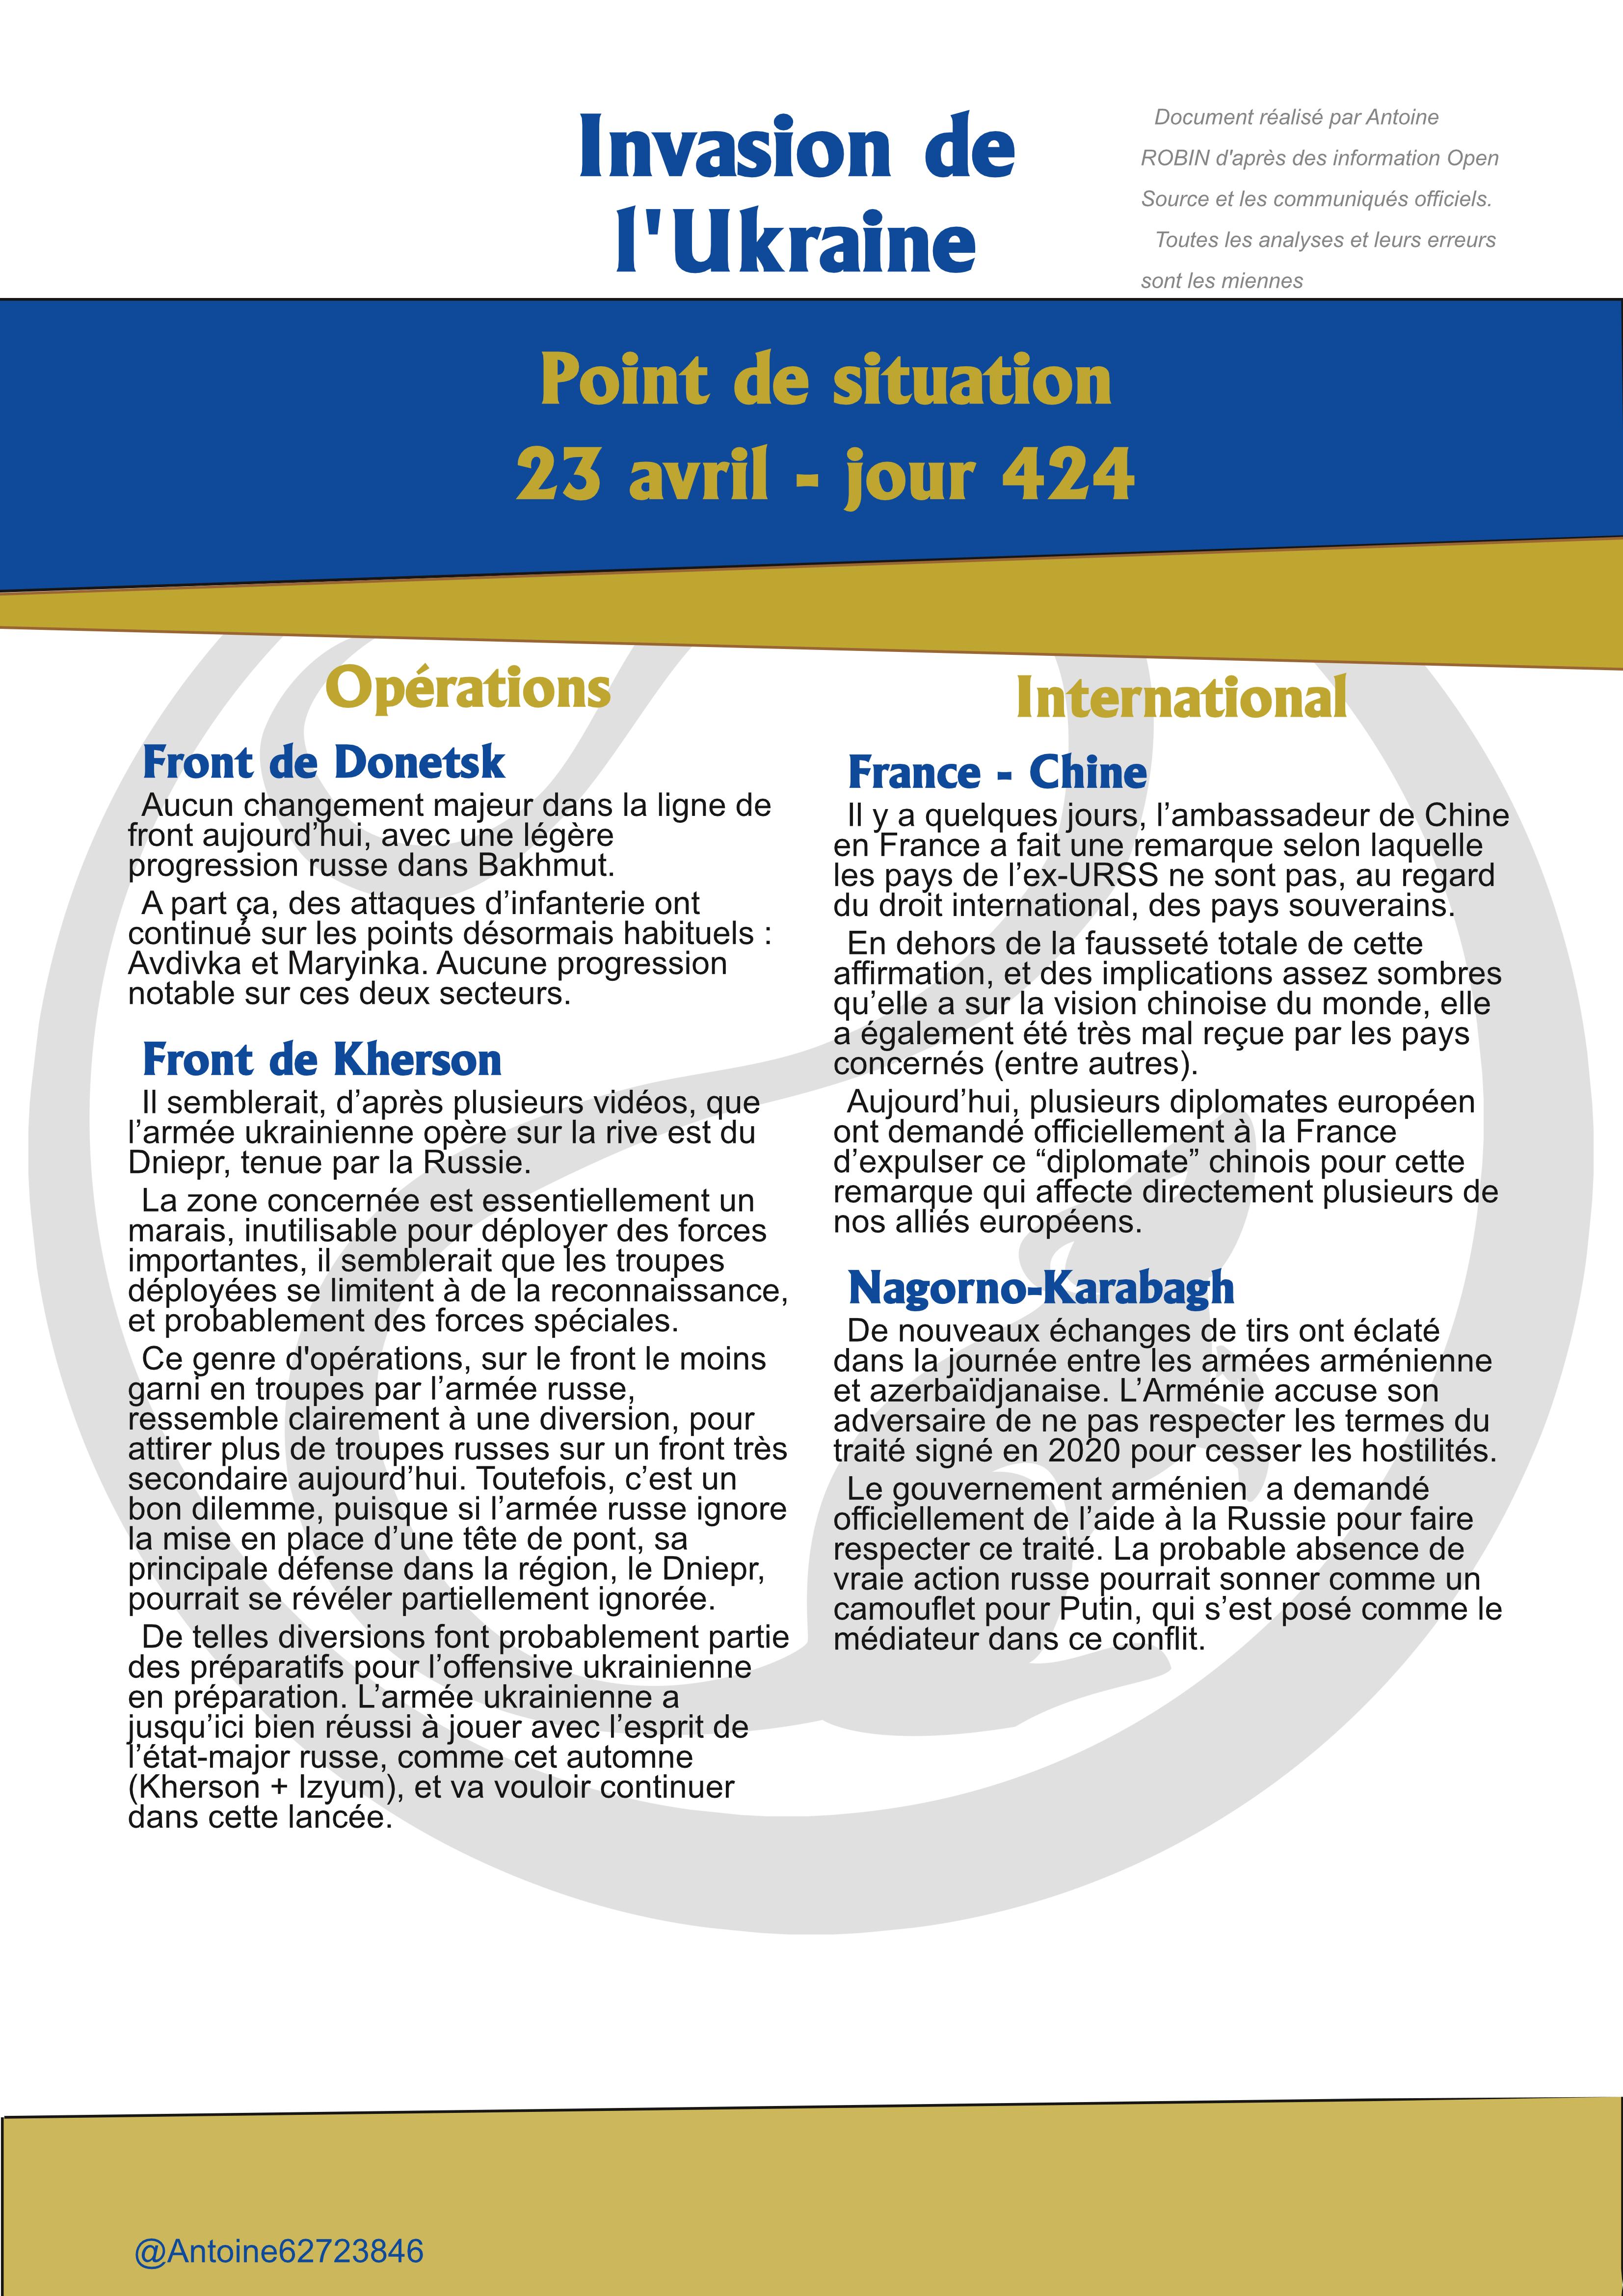 Invasion de
l'Ukraine
Document réalisé par Antoine
ROBIN d'après des information Open
Source et les communiqués officiels.
Toutes les analyses et leurs erreurs
sont les miennes
Point de situation
23 avril - jour 424
Opérations
Front de Donetsk
Aucun changement majeur dans la ligne de
front aujourd’hui, avec une légère
progression russe dans Bakhmut.
A part ça, des attaques d’infanterie ont
continué sur les points désormais habituels :
Avdivka et Maryinka. Aucune progression
notable sur ces deux secteurs.
Front de Kherson
Il semblerait, d’après plusieurs vidéos, que
l’armée ukrainienne opère sur la rive est du
Dniepr, tenue par la Russie.
La zone concernée est essentiellement un
marais, inutilisable pour déployer des forces
importantes, il semblerait que les troupes
déployées se limitent à de la reconnaissance,
et probablement des forces spéciales.
Ce genre d'opérations, sur le front le moins
garni en troupes par l’armée russe,
ressemble clairement à une diversion, pour
attirer plus de troupes russes sur un front très
secondaire aujourd’hui. Toutefois, c’est un
bon dilemme, puisque si l’armée russe ignore
la mise en place d’une tête de pont, sa
principale défense dans la région, le Dniepr,
pourrait se révéler partiellement ignorée.
De telles diversions font probablement partie
des préparatifs pour l’offensive ukrainienne
en préparation. L’armée ukrainienne a
jusqu’ici bien réussi à jouer avec l’esprit de
l’état-major russe, comme cet automne
(Kherson + Izyum), et va vouloir continuer
dans cette lancée.
International
France - Chine
Il y a quelques jours, l’ambassadeur de Chine
en France a fait une remarque selon laquelle
les pays de l’ex-URSS ne sont pas, au regard
du droit international, des pays souverains.
En dehors de la fausseté totale de cette
affirmation, et des implications assez sombres
qu’elle a sur la vision chinoise du monde, elle
a également été très mal reçue par les pays
concernés (entre autres).
Aujourd’hui, plusieurs diplomates européen
ont demandé officiellement à la France
d’expulser ce “diplomate” chinois pour cette
remarque qui affecte directement plusieurs de
nos alliés européens.
Nagorno-Karabagh
De nouveaux échanges de tirs ont éclaté
dans la journée entre les armées arménienne
et azerbaïdjanaise. L’Arménie accuse son
adversaire de ne pas respecter les termes du
traité signé en 2020 pour cesser les hostilités.
Le gouvernement arménien  a demandé
officiellement de l’aide à la Russie pour faire
respecter ce traité. La probable absence de
vraie action russe pourrait sonner comme un
camouflet pour Putin, qui s’est posé comme le
médiateur dans ce conflit.
@Antoine62723846